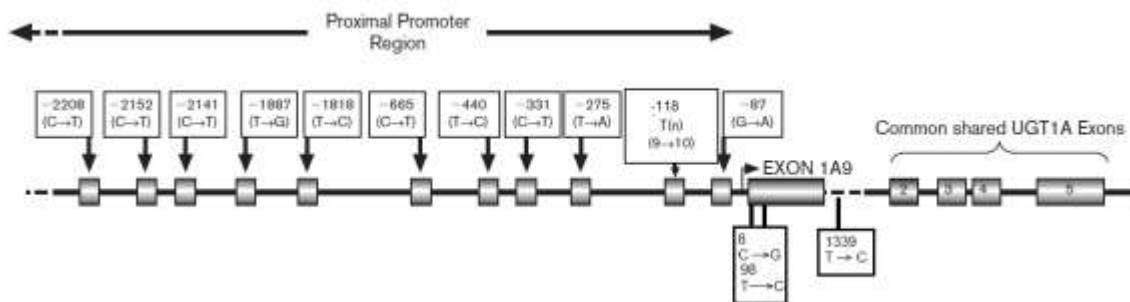 Proximal Promoter
Region
−2208
(C→T)
−2152
(C→T)
−2141
(C→T)
−1887
(T→G)
−1818
(T→C)
−665
(C→T)
−440
(T→C)
−331
(C→T)
−275
(T→A)
-118
T(n)
(9→10)
−87
(G→A)
Common shared UGT1A Exons
EXON 1A9
2
3
4
5
8
C→G
98
T→C
1339
T→C